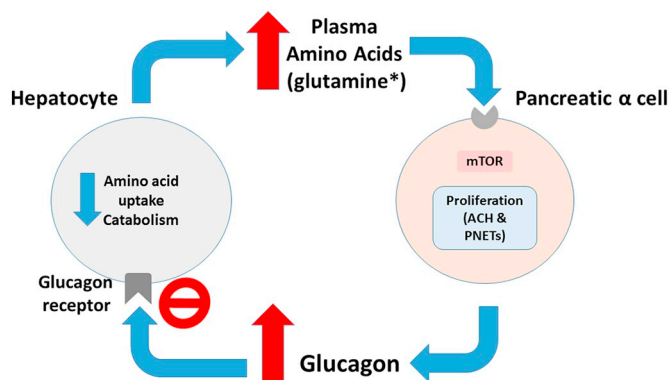 Plasma
Amino Acids
(glutamine*)
Hepatocyte
Pancreatic α cell
Amino acid
uptake
Catabolism
mTOR
Proliferation
(ACH &
PNETs)
Glucagon
receptor
Glucagon